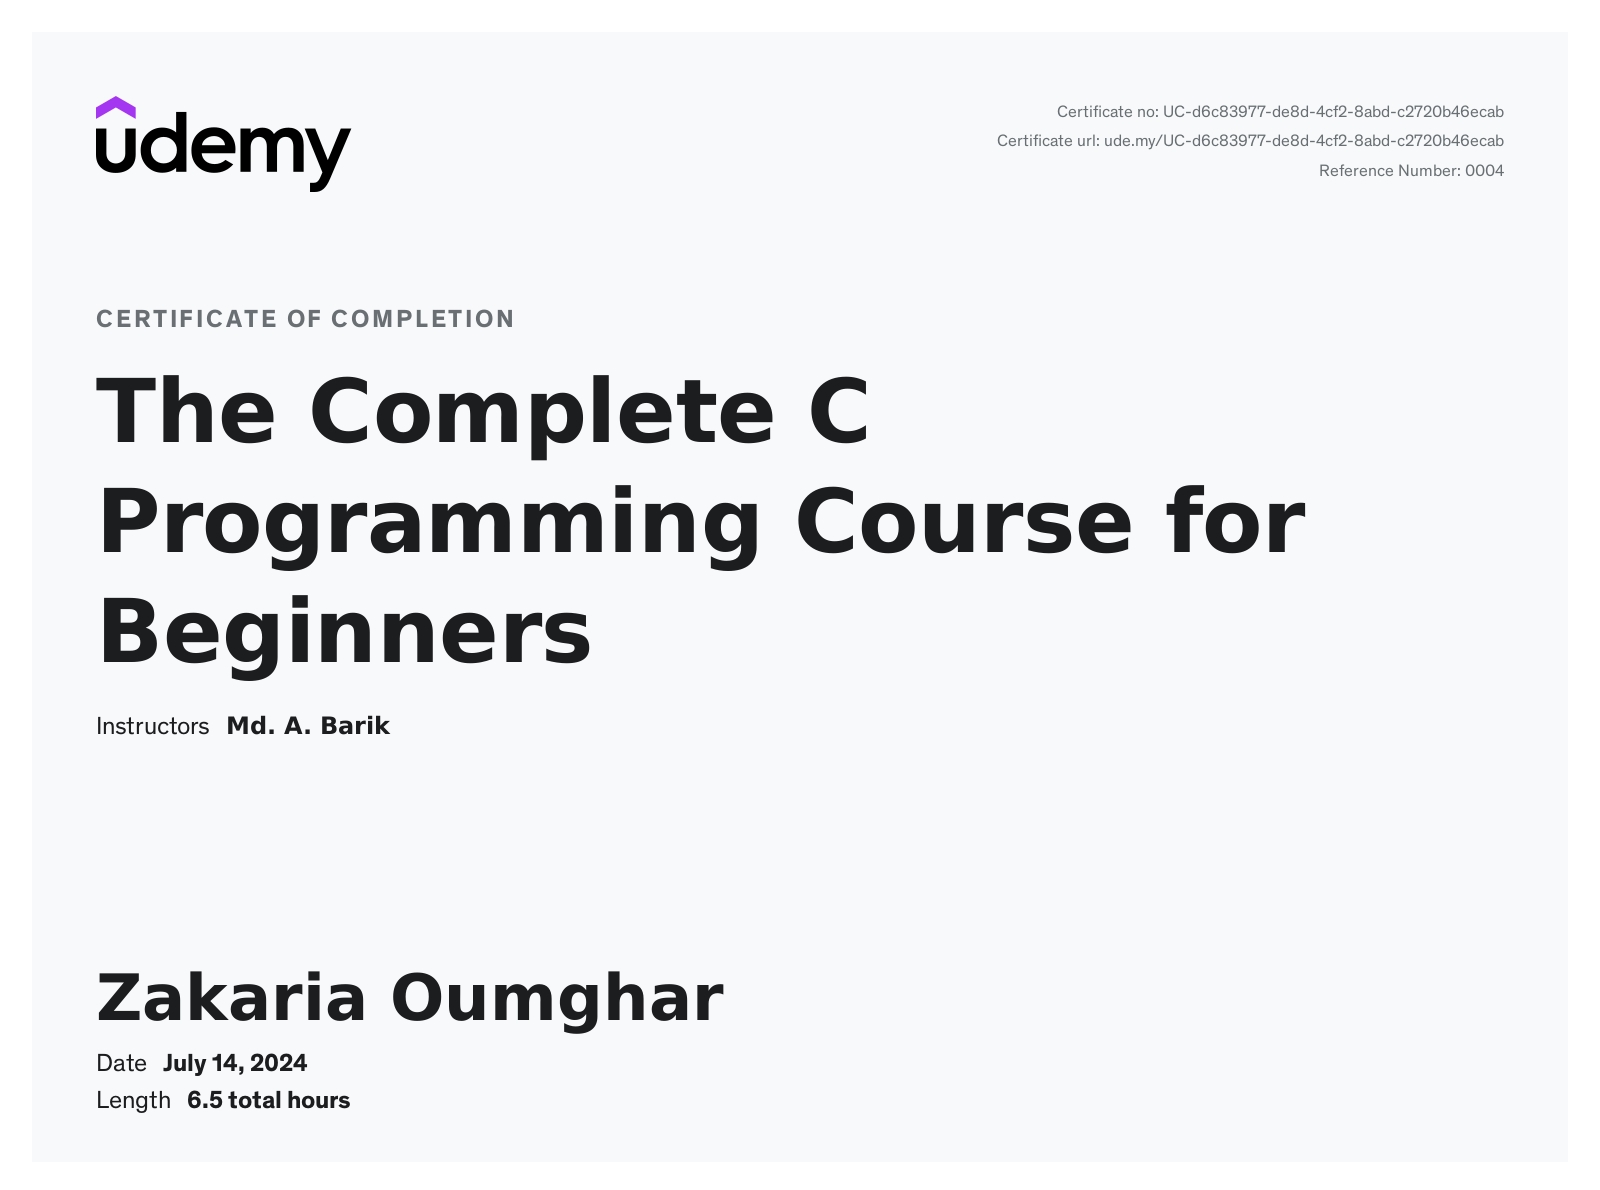 udemy
Certificate no: UC-d6c83977-de8d-4cf2-8abd-c2720b46ecab
Certificate url: ude.my/UC-d6c83977-de8d-4cf2-8abd-c2720b46ecab
Reference Number: 0004
CERTIFICATE OF COMPLETION
The Complete C
Programming Course for
Beginners
Instructors Md. A. Barik
Zakaria Oumghar
Date July 14, 2024
Length 6.5 total hours